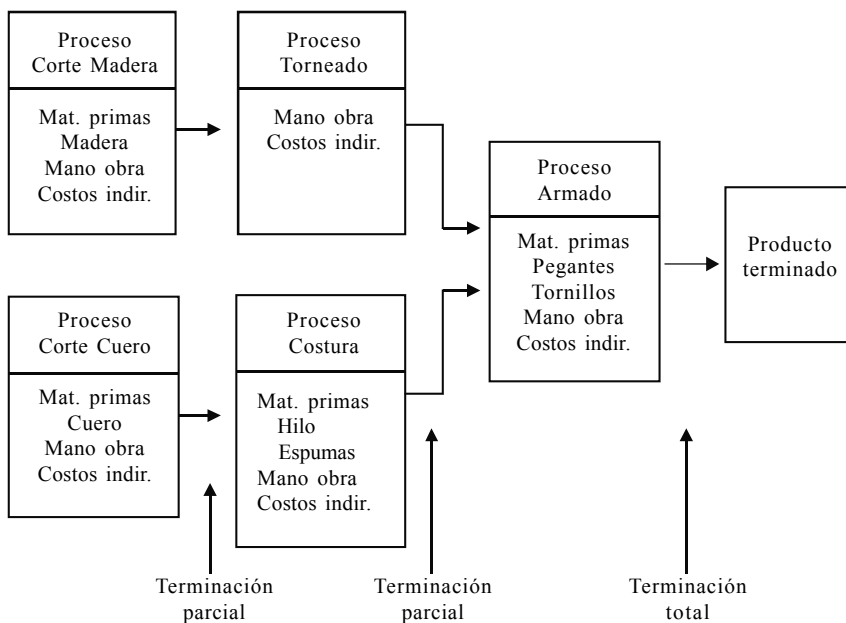 Proceso
Corte Madera
Mat. primas
Madera
Mano obra
Costos indir.
Proceso
Torneado
Mano obra
Costos indir.
Proceso
Corte Cuero
Mat. primas
Cuero
Mano obra
Costos indir.
Proceso
Costura
Mat. primas
Hilo
Espumas
Mano obra
Costos indir.
Proceso
Armado
Mat. primas
Pegantes
Tornillos
Mano obra
Costos indir.
Producto
terminado
Terminación
parcial
Terminación
parcial
Terminación
total